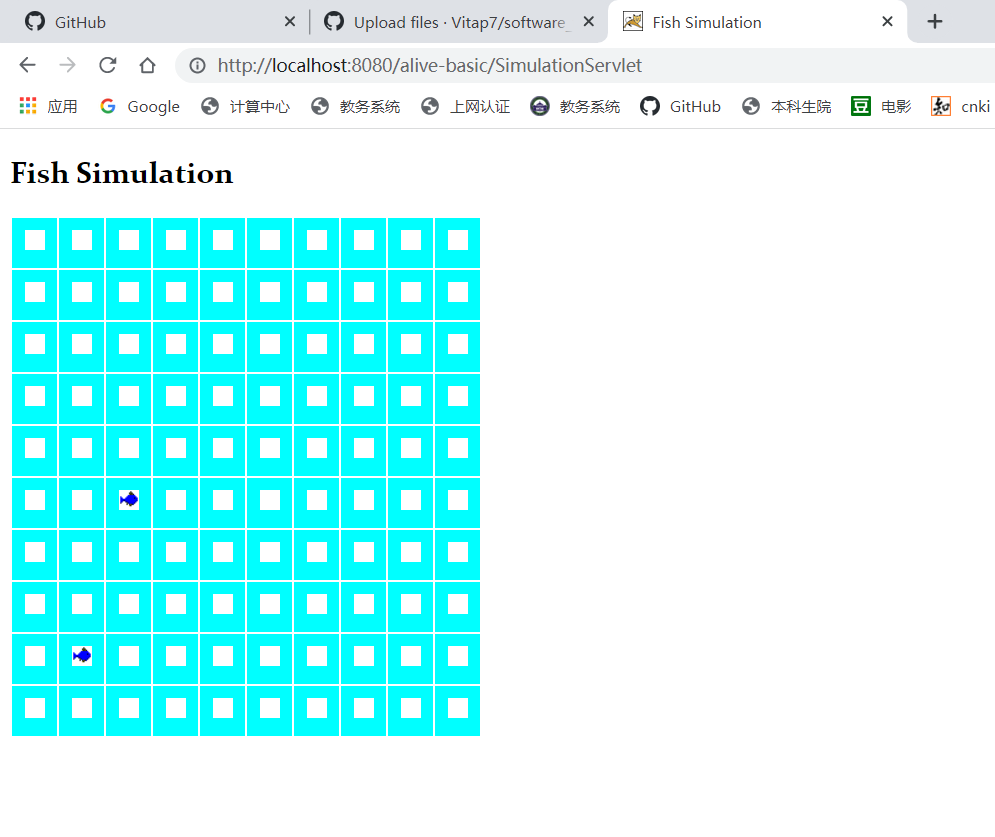 GitHub Upload files · Vitap7/software_ Fish Simulation
http://localhost:8080/alive-basic/SimulationServlet
应用 Google 计算中心 教务系统 上网认证 教务系统 GitHub 本科生院 豆 电影 知 cnki
Fish Simulation